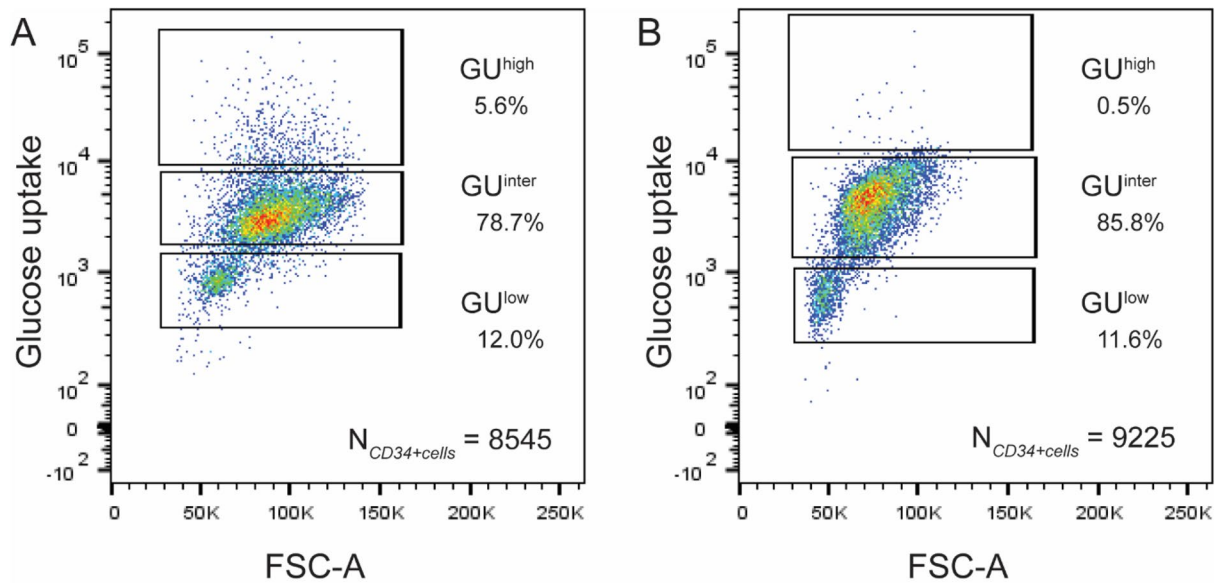 A
Glucose uptake
10^5
10^4
10^3
10^2
0
-10^2
GU^high
5.6%
GU^inter
78.7%
GU^low
12.0%
N_CD34+cells = 8545
0 50K 100K 150K 200K 250K
FSC-A
B
Glucose uptake
10^5
10^4
10^3
10^2
0
-10^2
GU^high
0.5%
GU^inter
85.8%
GU^low
11.6%
N_CD34+cells = 9225
0 50K 100K 150K 200K 250K
FSC-A